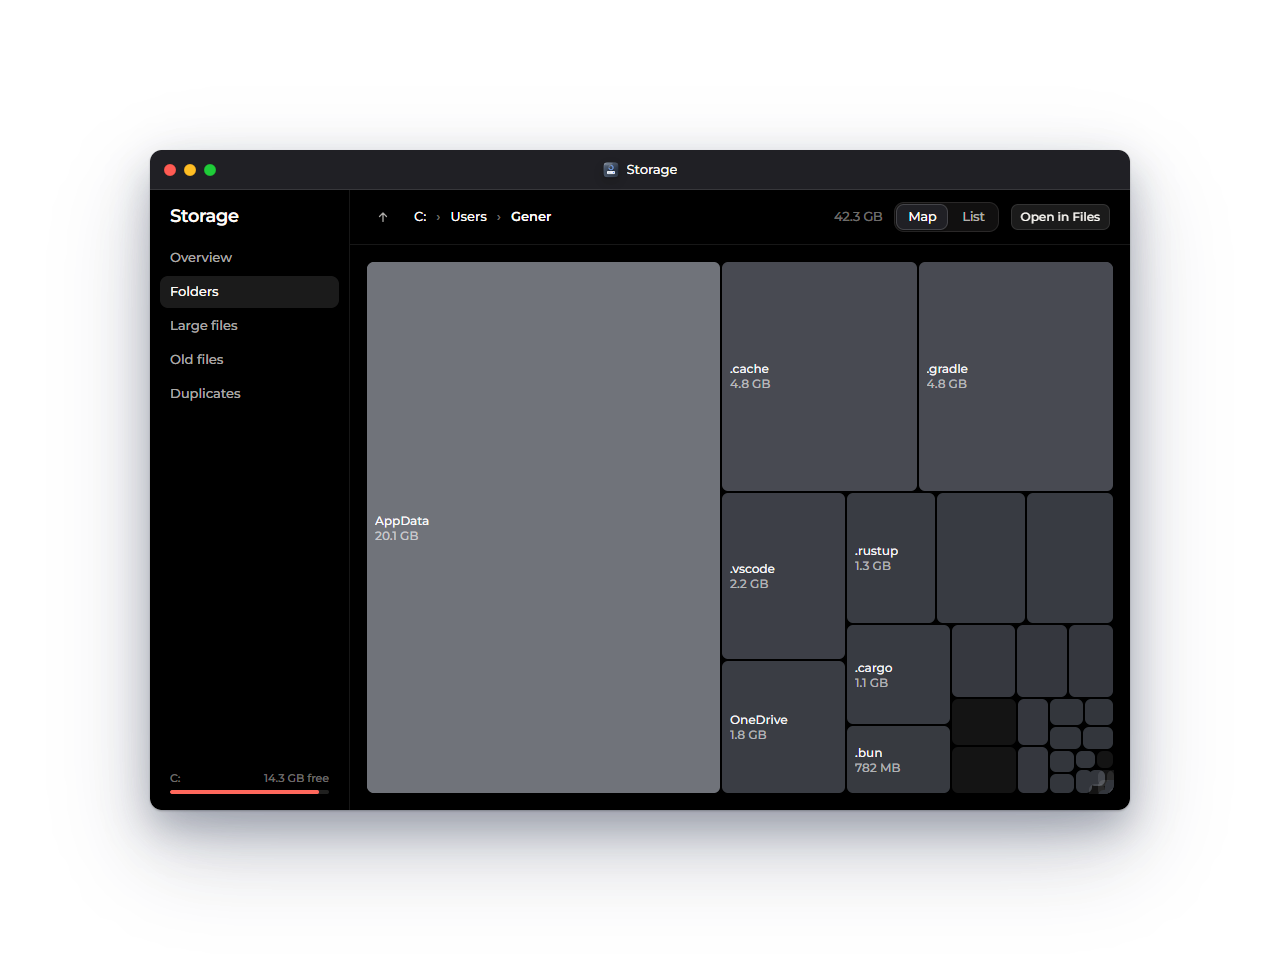 Storage
Storage
Overview
Folders
Large files
Old files
Duplicates
C: 14.3 GB free
↑ C: › Users › Gener
42.3 GB Map List Open in Files
AppData
20.1 GB
.cache
4.8 GB
.gradle
4.8 GB
.vscode
2.2 GB
.rustup
1.3 GB
.cargo
1.1 GB
OneDrive
1.8 GB
.bun
782 MB